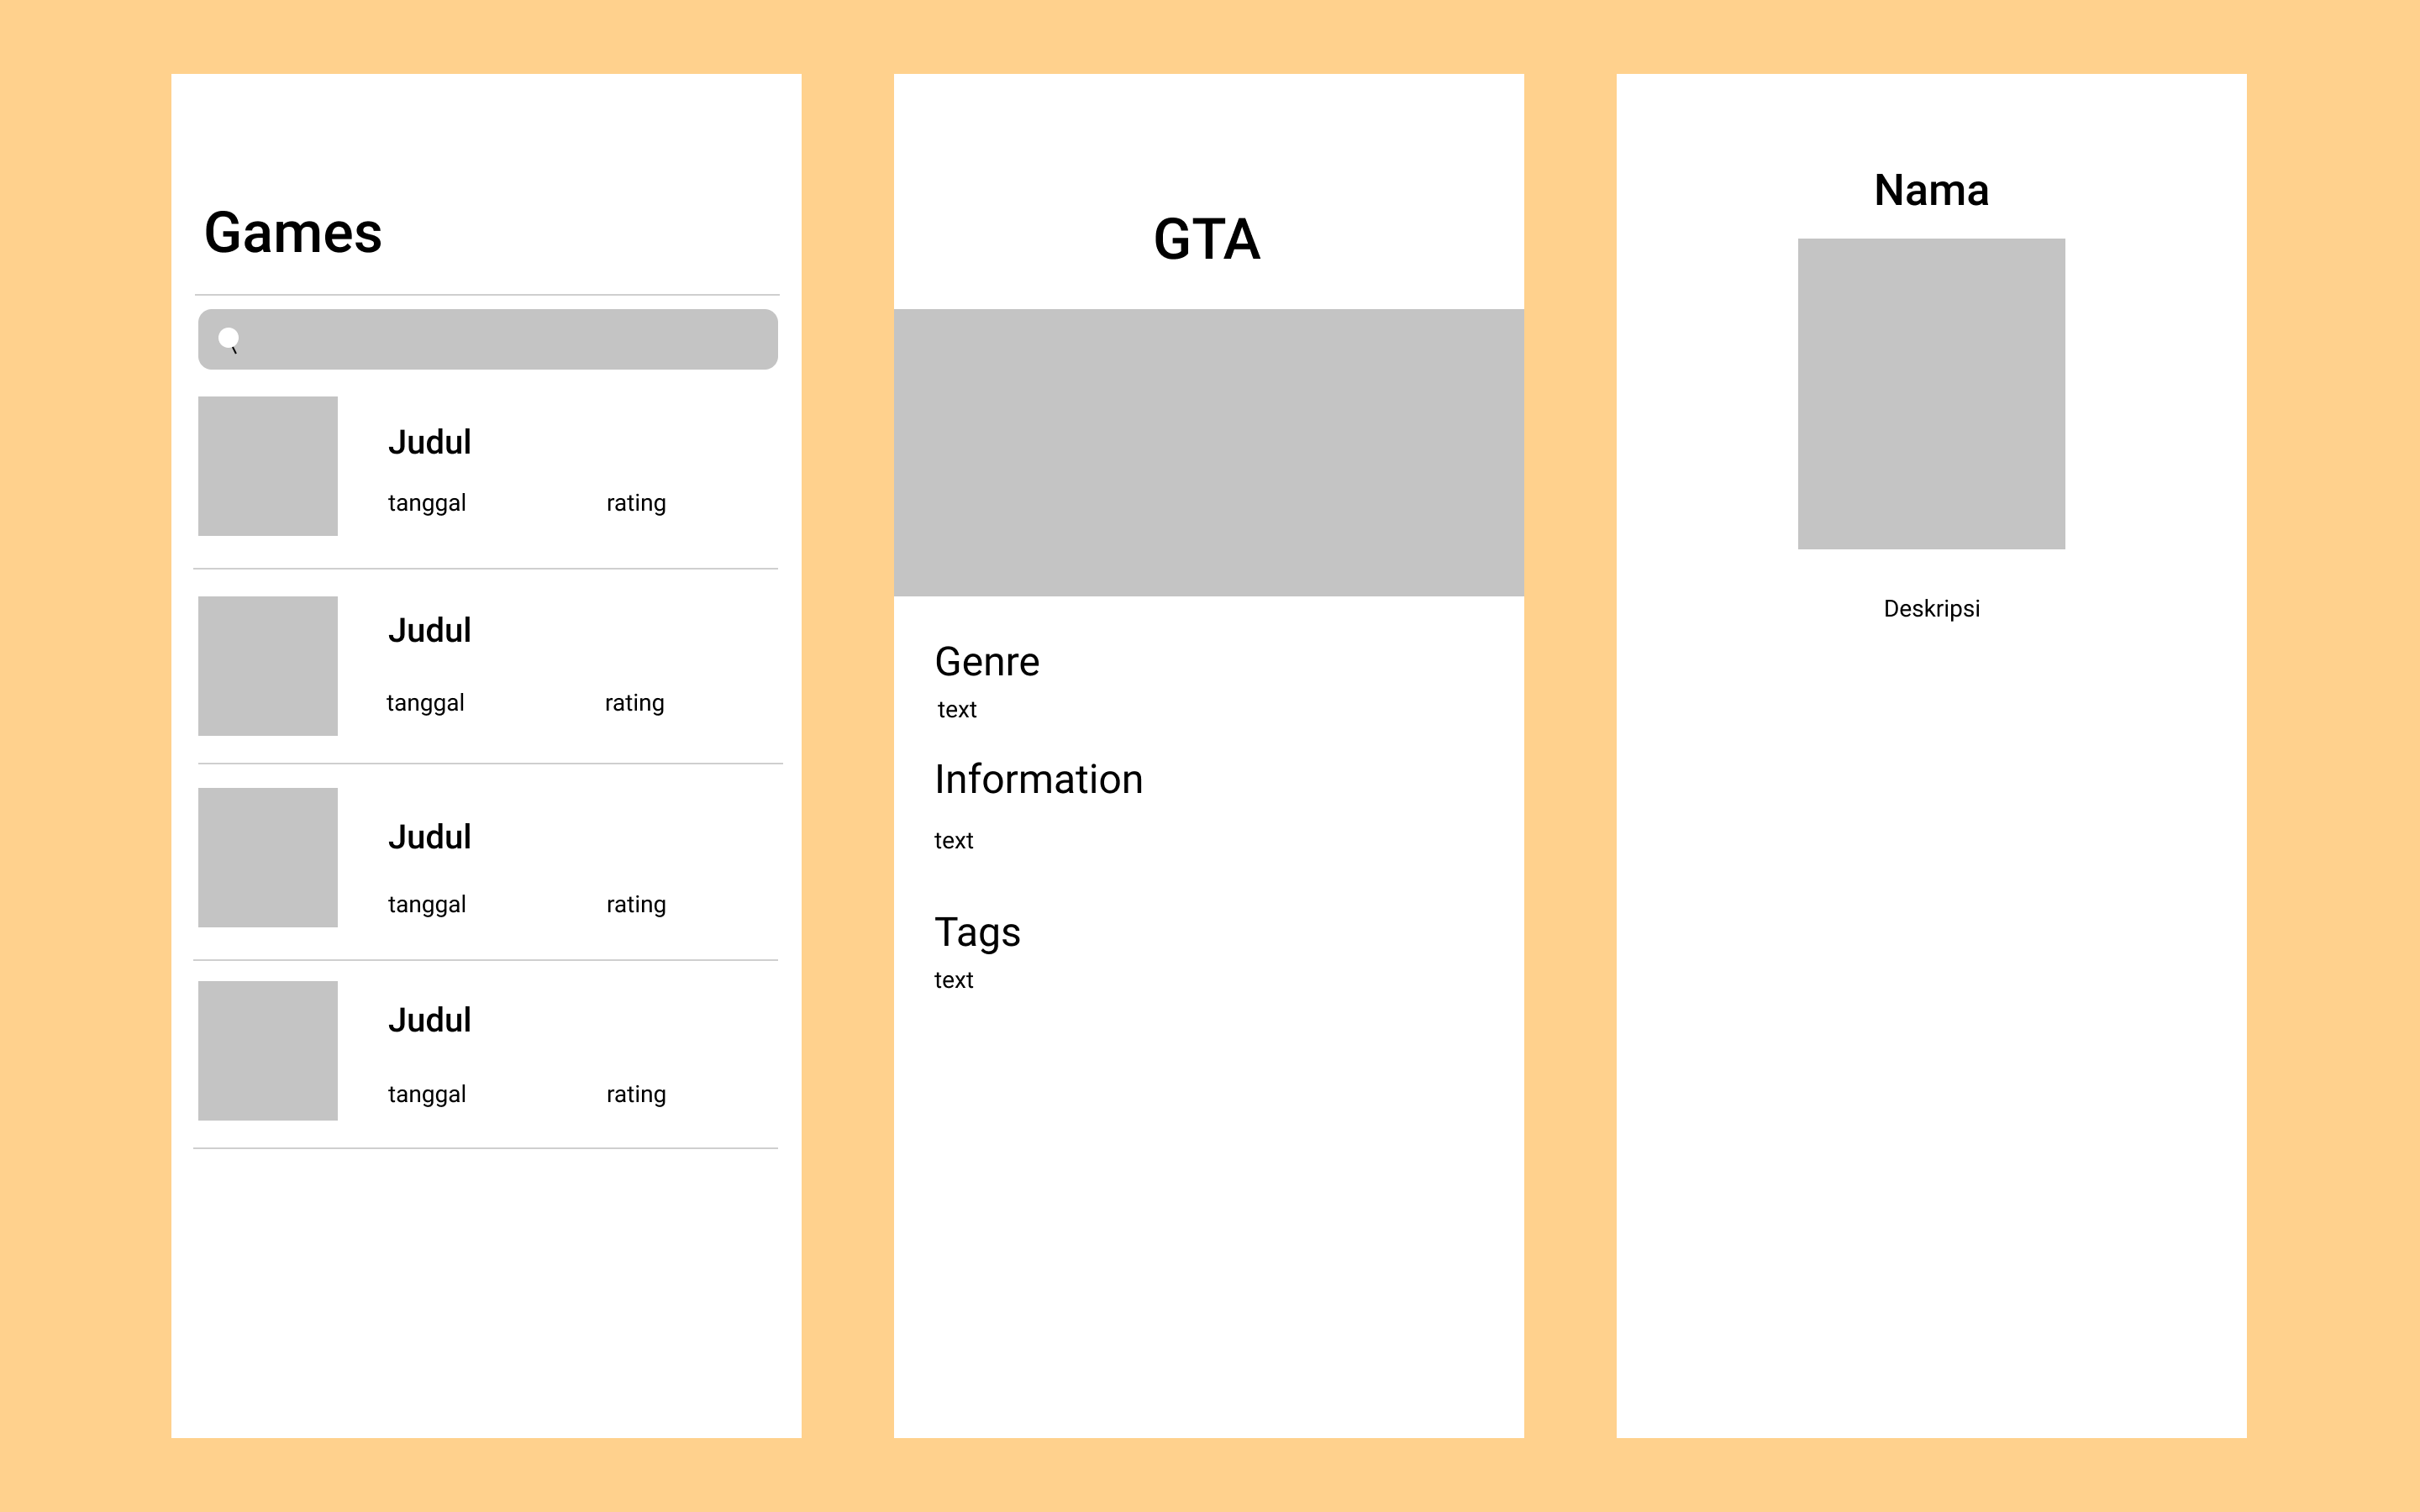 Games
Judul
tanggal rating
Judul
tanggal rating
Judul
tanggal rating
Judul
tanggal rating
GTA
Genre
text
Information
text
Tags
text
Nama
Deskripsi